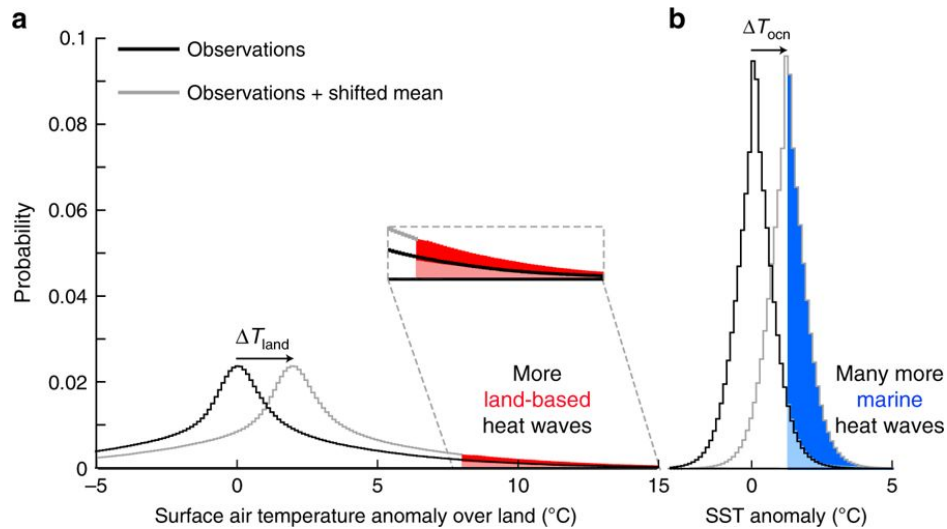 a
0.1
0.08
0.06
0.04
0.02
0
Probability
Observations
Observations + shifted mean
ΔT_land
More
land-based
heat waves
−5
0
5
10
15
Surface air temperature anomaly over land (°C)
b
ΔT_ocn
Many more
marine
heat waves
0
5
SST anomaly (°C)